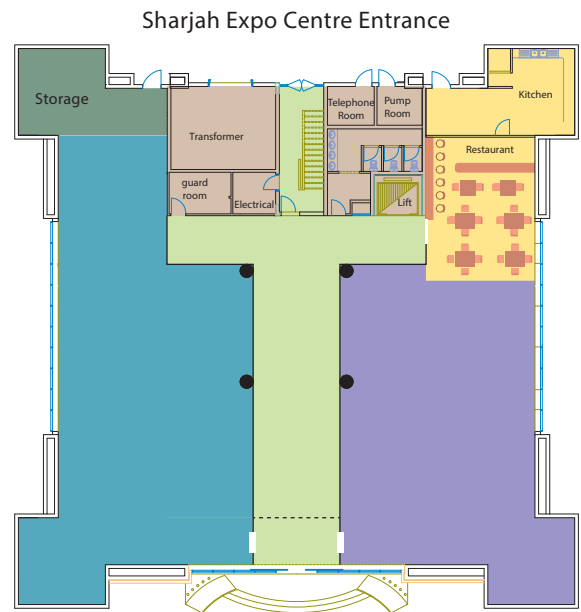 Sharjah Expo Centre Entrance
Storage
Transformer
Telephone
Room
Pump
Room
Kitchen
Restaurant
guard
room
Electrical
Lift